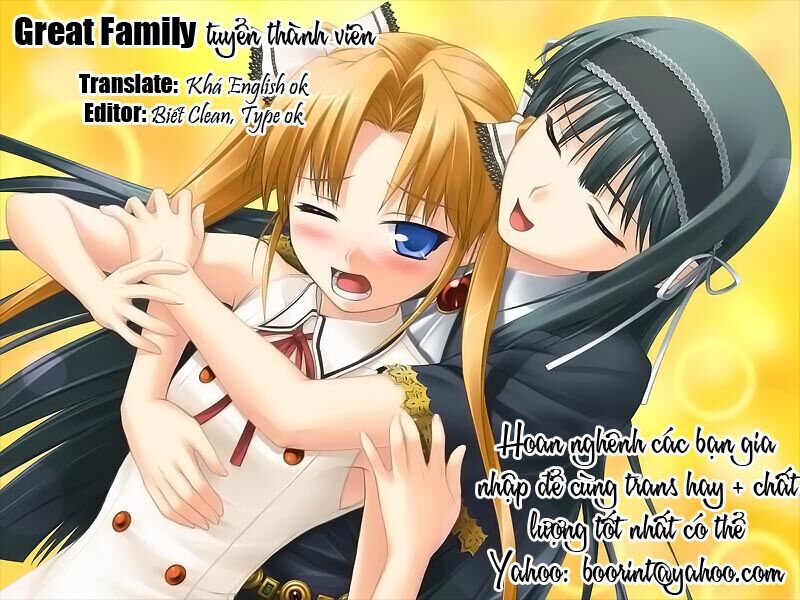 Great Family tuyển thành viên
Translate: Khá English ok
Editor: Biết Clean, Type ok
Hoan nghênh các bạn gia
nhập để cùng trans hay + chất
lượng tốt nhất có thể
Yahoo: boorint@yahoo.com